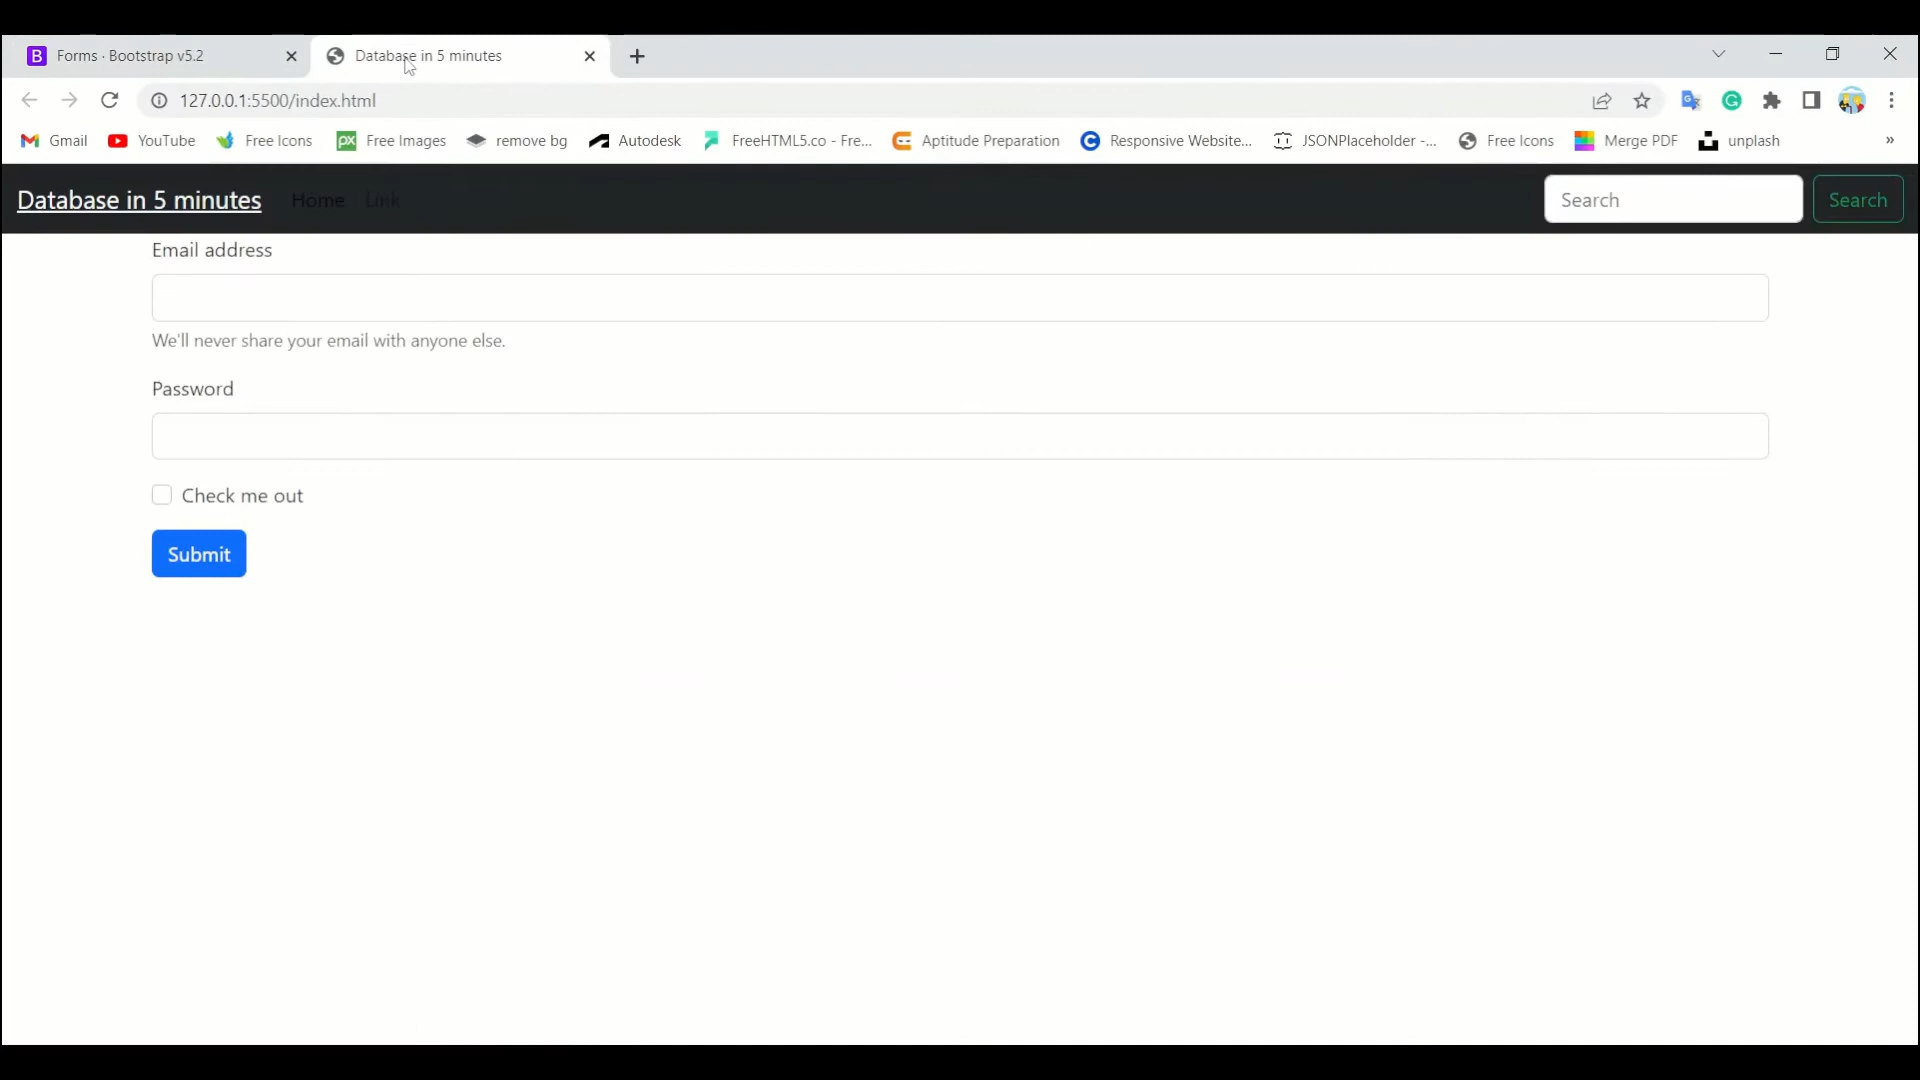 B Forms · Bootstrap v5.2 Database in 5 minutes
127.0.0.1:5500/index.html
Gmail YouTube Free Icons px Free Images remove bg Autodesk FreeHTML5.co - Fre... Aptitude Preparation Responsive Website... JSONPlaceholder -... Free Icons Merge PDF unplash »
Database in 5 minutes Home Link Search Search
Email address
We'll never share your email with anyone else.
Password
Check me out
Submit